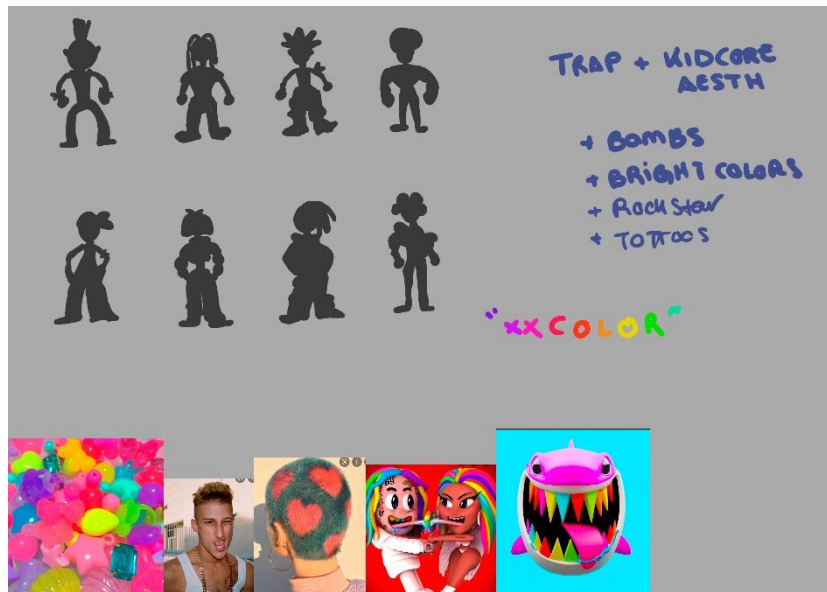 TRAP + KIDCORE
AESTH
+ BOMBS
+ BRIGHT COLORS
+ ROCKSTAR
+ TOTTOOS
"XXCOLOR"